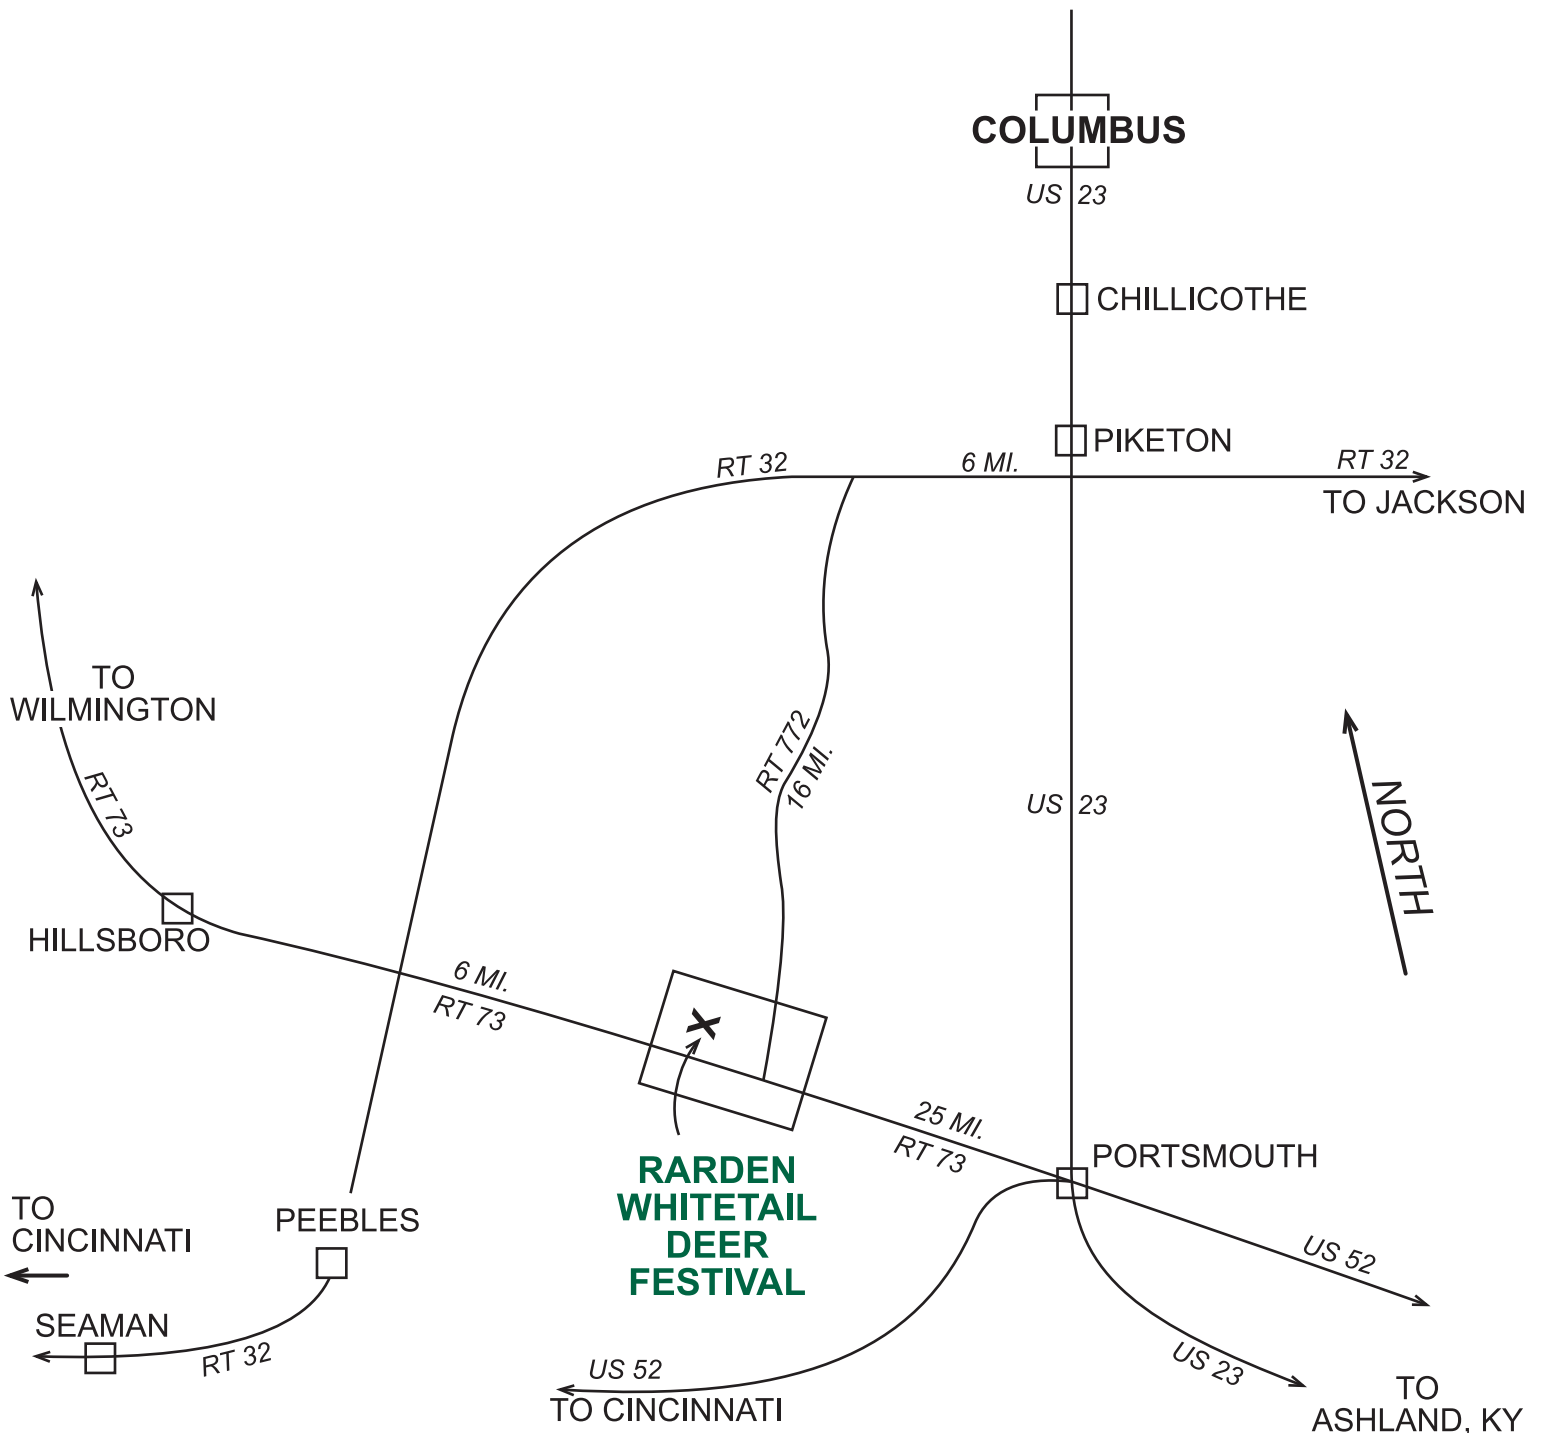 COLUMBUS
US 23
CHILLICOTHE
PIKETON
RT 32
6 MI.
RT 32
TO JACKSON
TO
WILMINGTON
RT 73
RT 772
16 MI.
US 23
NORTH
HILLSBORO
6 MI.
RT 73
X
25 MI.
RT 73
PORTSMOUTH
RARDEN
WHITETAIL
DEER
FESTIVAL
TO
CINCINNATI
PEEBLES
SEAMAN
RT 32
US 52
US 52
TO CINCINNATI
US 23
TO
ASHLAND, KY